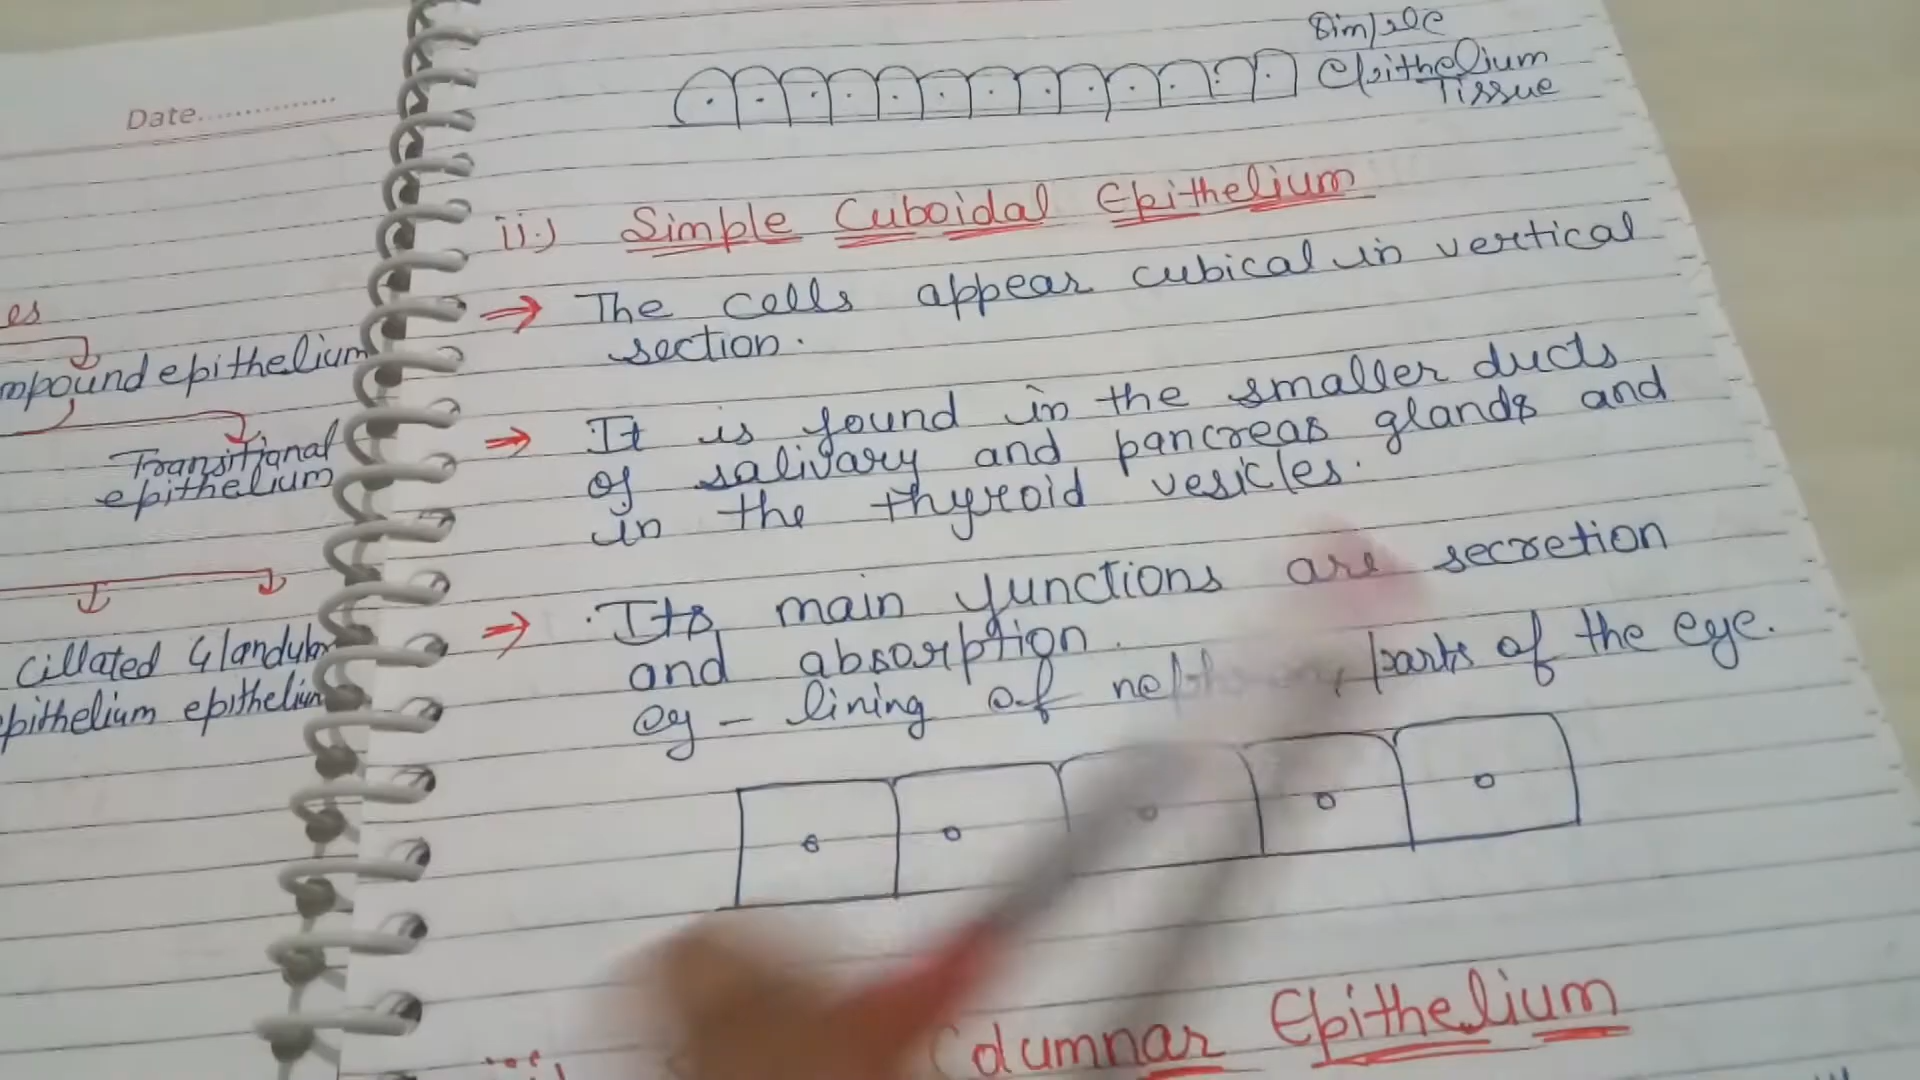 Date..............
es
mpound epithelium
Transitional
epithelium
Cillated Glandular
pithelium epithelium
Simple
Epithelium
Tissue
ii.) Simple Cuboidal Epithelium
⇒ The cells appear cubical in vertical
section.
⇒ It is found in the smaller ducts
of salivary and pancreas glands and
in the thyroid vesicles.
⇒ Its main functions are secretion
and absorption.
eg - lining of , parts of the eye.
Columnar Epithelium